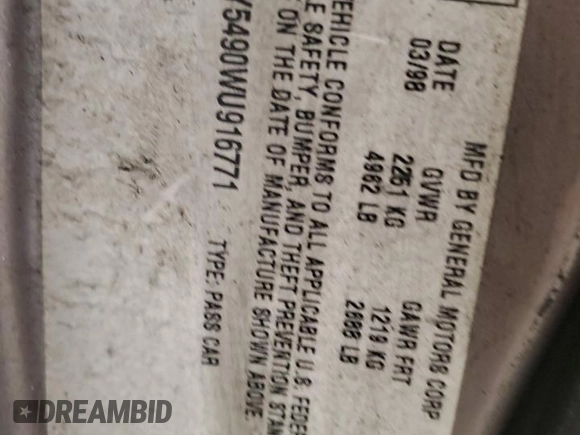 MFD BY GENERAL MOTORS CORP
DATE GVWR GAWR FRT
03/98 2261 KG 1219 KG
4982 LB 2688 LB
VEHICLE CONFORMS TO ALL APPLICABLE U.S. FEDER
LE SAFETY, BUMPER, AND THEFT PREVENTION STAN
ON THE DATE OF MANUFACTURE SHOWN ABOVE.
Y5490WU916771 TYPE: PASS CAR
DREAMBID